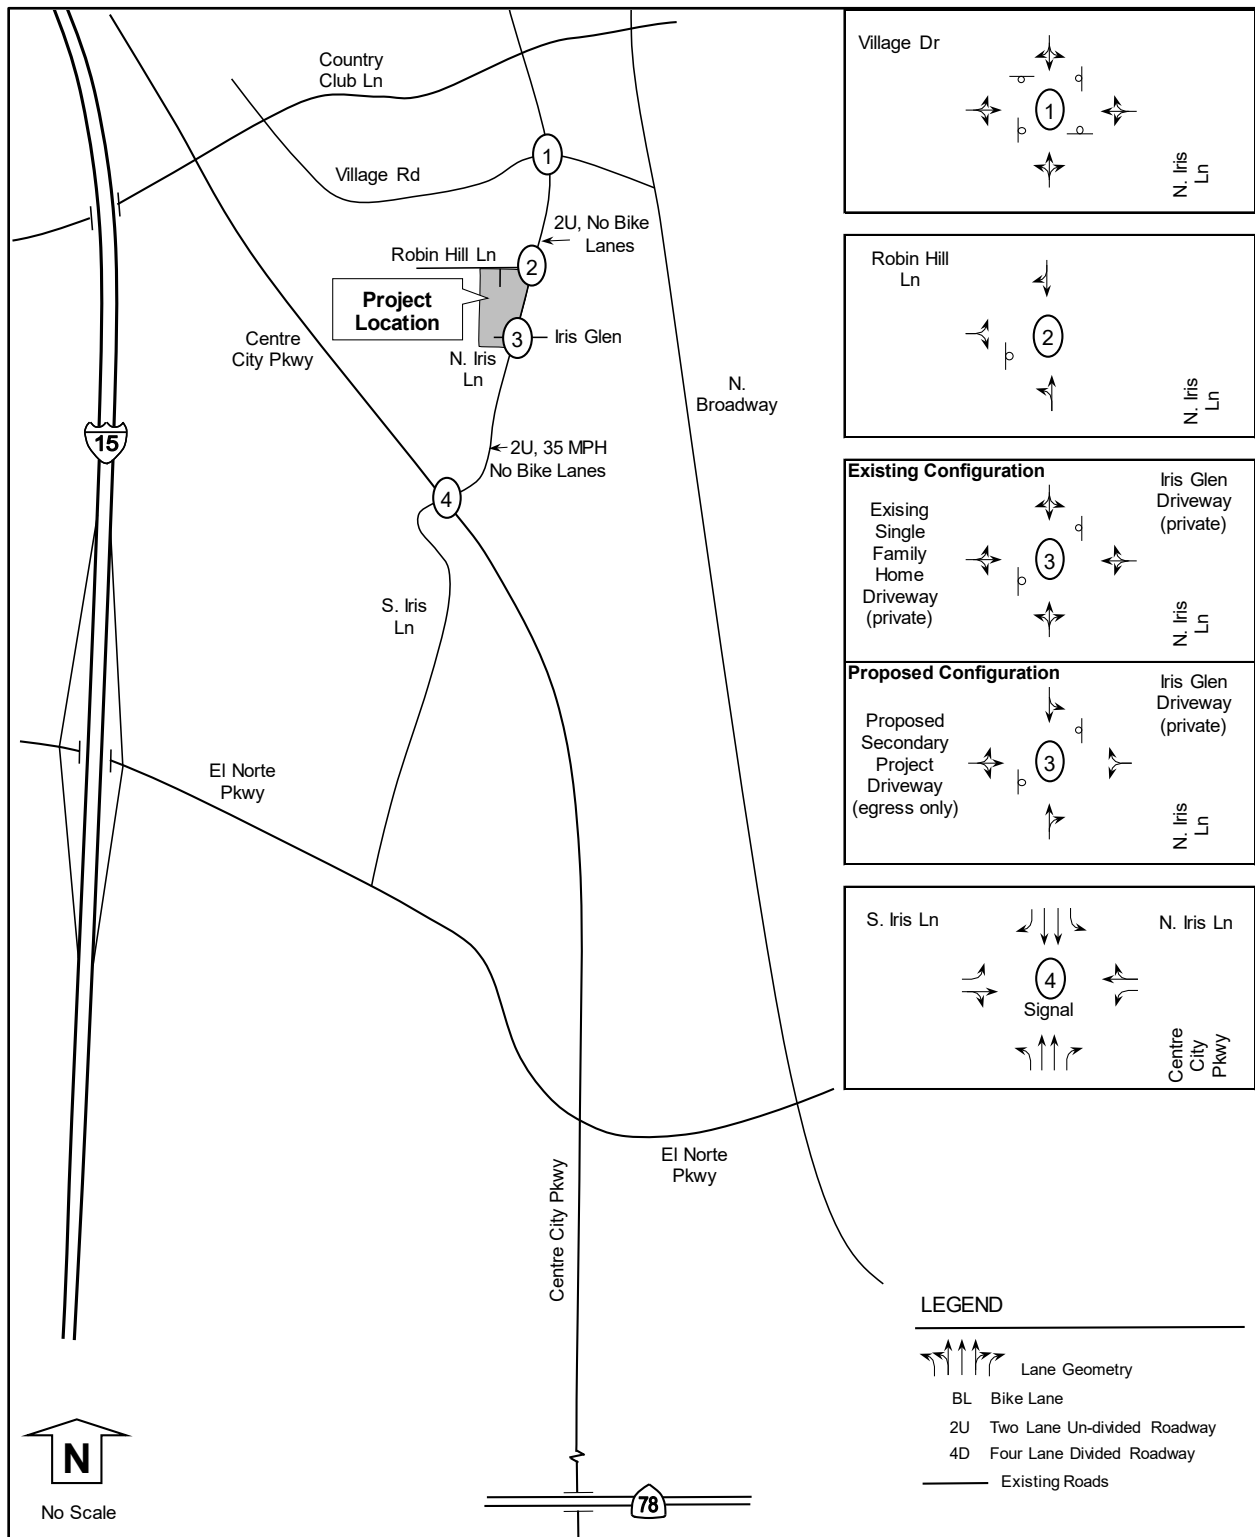 Country
Club Ln
Village Rd
1
2U, No Bike
Lanes
Robin Hill Ln
2
Project
Location
3
Iris Glen
N. Iris
Ln
Centre
City Pkwy
N.
Broadway
15
2U, 35 MPH
No Bike Lanes
4
S. Iris
Ln
El Norte
Pkwy
El Norte
Pkwy
Centre City Pkwy
78
N
No Scale
Village Dr
1
N. Iris
Ln
Robin Hill
Ln
2
N. Iris
Ln
Existing Configuration
Exising
Single
Family
Home
Driveway
(private)
3
Iris Glen
Driveway
(private)
N. Iris
Ln
Proposed Configuration
Proposed
Secondary
Project
Driveway
(egress only)
3
Iris Glen
Driveway
(private)
N. Iris
Ln
S. Iris Ln
N. Iris Ln
4
Signal
Centre
City
Pkwy
LEGEND
Lane Geometry
BL Bike Lane
2U Two Lane Un-divided Roadway
4D Four Lane Divided Roadway
Existing Roads